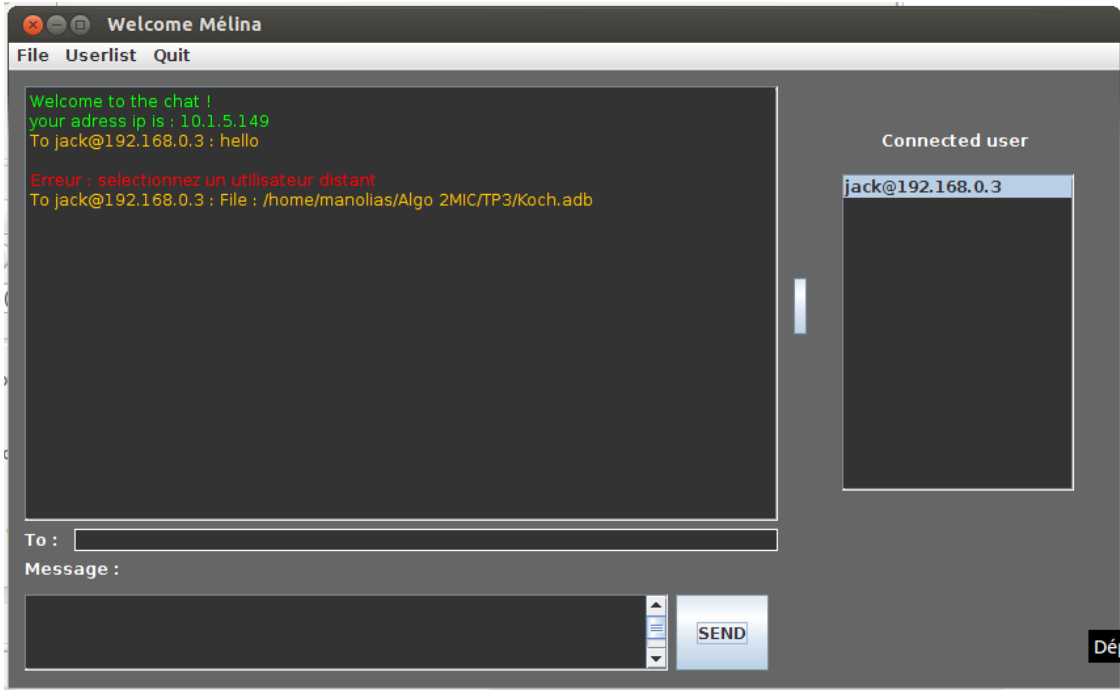 Welcome Mélina
File Userlist Quit
Welcome to the chat !
your adress ip is : 10.1.5.149
To jack@192.168.0.3 : hello
Erreur : selectionnez un utilisateur distant
To jack@192.168.0.3 : File : /home/manolias/Algo 2MIC/TP3/Koch.adb
Connected user
jack@192.168.0.3
To :
Message :
SEND